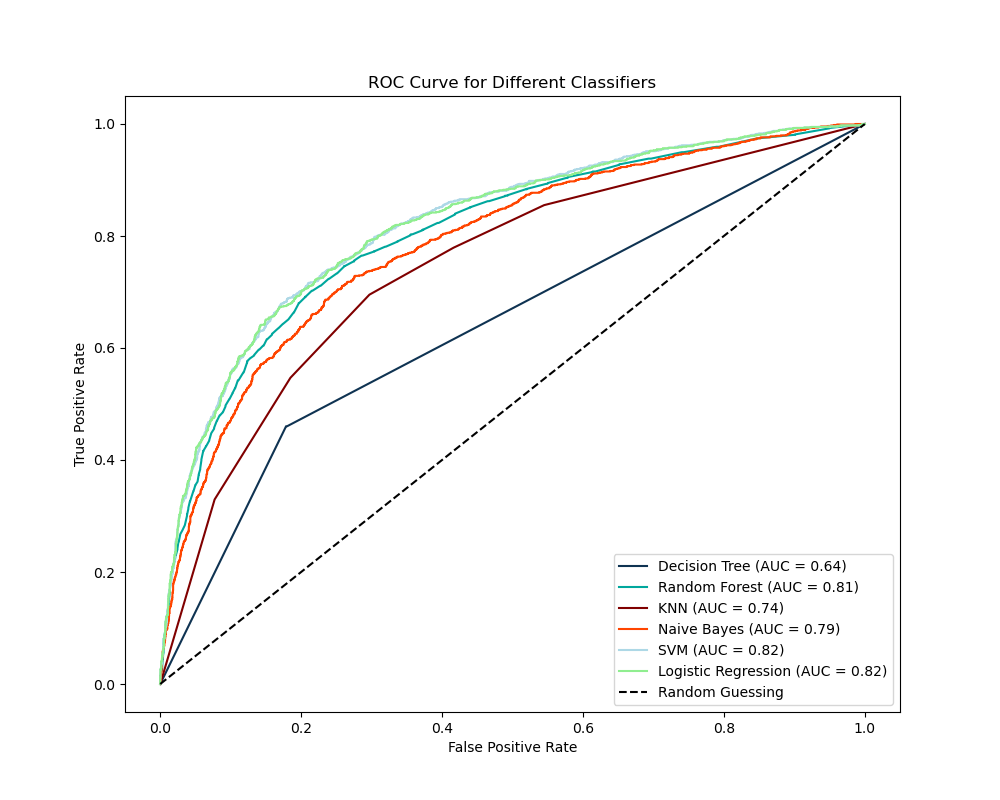 ROC Curve for Different Classifiers
1.0
0.8
0.6
0.4
0.2
0.0
True Positive Rate
Decision Tree (AUC = 0.64)
Random Forest (AUC = 0.81)
KNN (AUC = 0.74)
Naive Bayes (AUC = 0.79)
SVM (AUC = 0.82)
Logistic Regression (AUC = 0.82)
Random Guessing
0.0 0.2 0.4 0.6 0.8 1.0
False Positive Rate